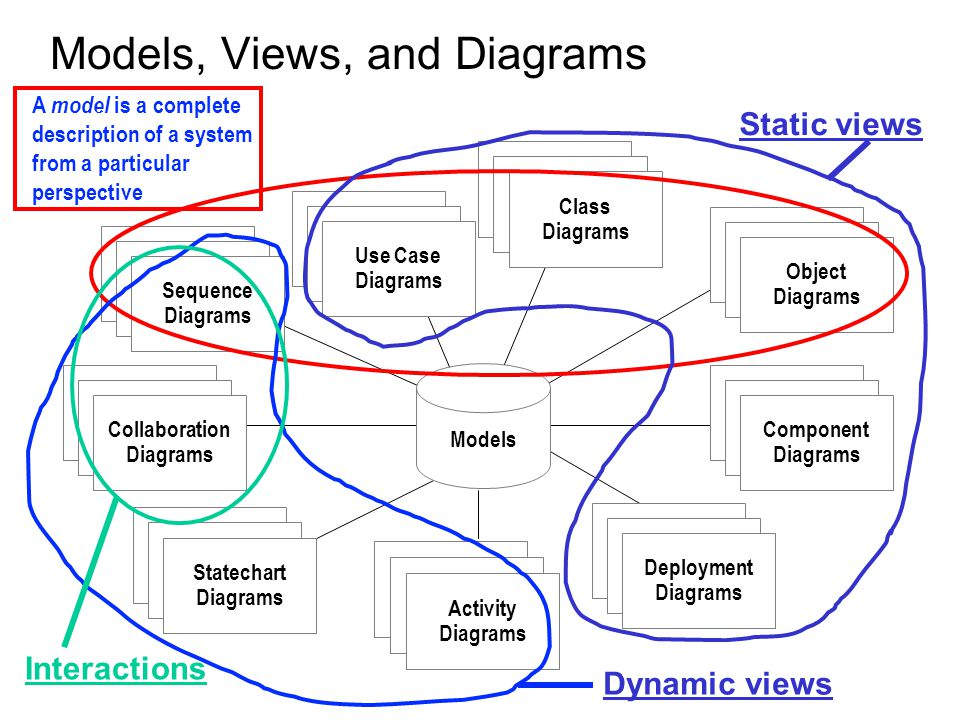 Models, Views, and Diagrams
A model is a complete
description of a system
from a particular
perspective
Static views
Class
Diagrams
Use Case
Diagrams
Object
Diagrams
Sequence
Diagrams
Collaboration
Diagrams
Models
Component
Diagrams
Statechart
Diagrams
Activity
Diagrams
Deployment
Diagrams
Interactions
Dynamic views